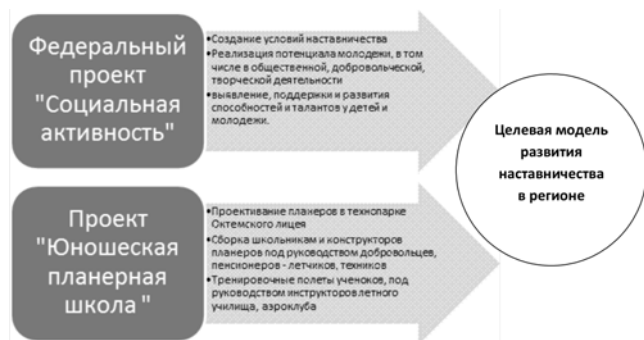 Федеральный
проект
"Социальная
активность"
•Создание условий наставничества
•Реализация потенциала молодежи, в том
числе в общественной, добровольческой,
творческой деятельности
•выявление, поддержки и развития
способностей и талантов у детей и
молодежи.
Проект
"Юношеская
планерная
школа "
•Проективание планеров в технопарке
Октемского лицея
•Сборка школьникам и конструкторов
планеров под руководством добровольцев,
пенсионеров - летчиков, техников
•Тренировочные полеты ученоков, под
руководством инструкторов летного
училища, аэроклуба
Целевая модель
развития
наставничества
в регионе